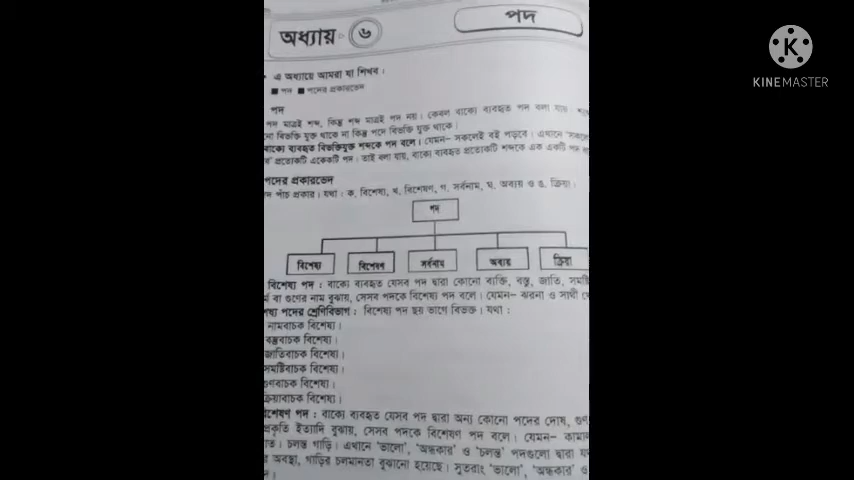 পদ
অধ্যায় ৬
এ অধ্যায়ে আমরা যা শিখব।
■ পদ ■ পদের প্রকারভেদ
পদ
পদ মাত্রই শব্দ, কিন্তু শব্দ মাত্রই পদ নয়। কেবল বাক্যে ব্যবহৃত পদ বলা যায়।
বিভক্তি যুক্ত থাকে না কিন্তু পদে বিভক্তি যুক্ত থাকে।
বাক্যে ব্যবহৃত বিভক্তিযুক্ত শব্দকে পদ বলে। যেমন– সকলেই বই পড়বে। এখানে
প্রত্যেকটি একেকটি পদ। তাই বলা যায়, বাক্যে ব্যবহৃত প্রত্যেকটি শব্দকে এক একটি পদ
পদের প্রকারভেদ
পাঁচ প্রকার। যথা : ক. বিশেষ্য, খ. বিশেষণ, গ. সর্বনাম, ঘ. অব্যয় ও ঙ. ক্রিয়া।
পদ
বিশেষ্য বিশেষণ সর্বনাম অব্যয় ক্রিয়া
বিশেষ্য পদ : বাক্যে ব্যবহৃত যেসব পদ দ্বারা কোনো ব্যক্তি, বস্তু, জাতি,
বা গুণের নাম বুঝায়, সেসব পদকে বিশেষ্য পদ বলে। যেমন– ঝরনা ও সাথী
পদের শ্রেণিবিভাগ : বিশেষ্য পদ ছয় ভাগে বিভক্ত। যথা :
নামবাচক বিশেষ্য।
বস্তুবাচক বিশেষ্য।
জাতিবাচক বিশেষ্য।
সমষ্টিবাচক বিশেষ্য।
গুণবাচক বিশেষ্য।
ক্রিয়াবাচক বিশেষ্য।
বিশেষণ পদ : বাক্যে ব্যবহৃত যেসব পদ দ্বারা অন্য কোনো পদের দোষ, গুণ
প্রকৃতি ইত্যাদি বুঝায়, সেসব পদকে বিশেষণ পদ বলে। যেমন–
চলন্ত গাড়ি। এখানে ‘ভালো’, ‘অন্ধকার’ ও ‘চলন্ত’ পদগুলো দ্বারা
অবস্থা, গাড়ির চলমানতা বুঝানো হয়েছে। সুতরাং ‘ভালো’, ‘অন্ধকার’ ও
KINEMASTER